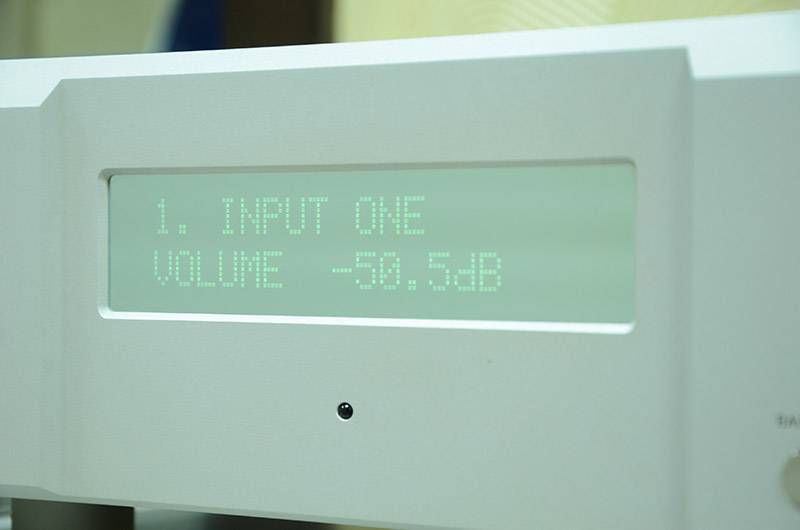 1. INPUT ONE
VOLUME -50.5dB